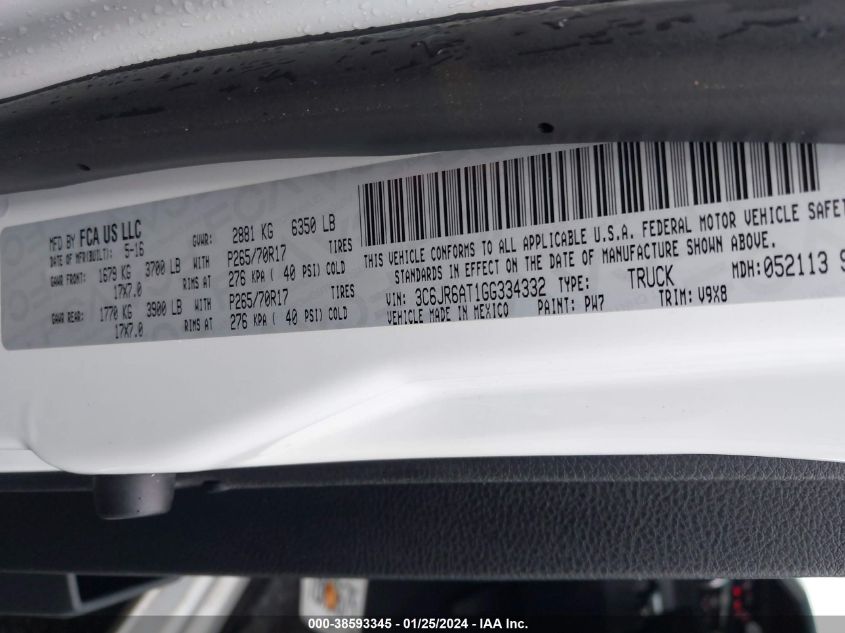 MFD BY FCA US LLC
DATE OF MFR(BUILT): 5-16 GVWR: 2881 KG 6350 LB
GAWR FRONT: 1679 KG 3700 LB WITH P265/70R17 TIRES
17X7.0 RIMS AT 276 KPA ( 40 PSI) COLD
GAWR REAR: 1770 KG 3900 LB WITH P265/70R17 TIRES
17X7.0 RIMS AT 276 KPA ( 40 PSI) COLD
THIS VEHICLE CONFORMS TO ALL APPLICABLE U.S.A. FEDERAL MOTOR VEHICLE SAFET
STANDARDS IN EFFECT ON THE DATE OF MANUFACTURE SHOWN ABOVE.
VIN: 3C6JR6AT1GG334332 TYPE: TRUCK MDH:052113
VEHICLE MADE IN MEXICO PAINT: PW7 TRIM: V9X8
000-38593345 - 01/25/2024 - IAA Inc.